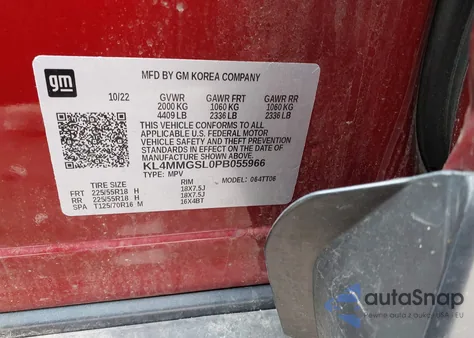 gm
MFD BY GM KOREA COMPANY
10/22 GVWR GAWR FRT GAWR RR
2000 KG 1060 KG 1060 KG
4409 LB 2336 LB 2336 LB
THIS VEHICLE CONFORMS TO ALL
APPLICABLE U.S. FEDERAL MOTOR
VEHICLE SAFETY AND THEFT PREVENTION
STANDARDS IN EFFECT ON THE DATE OF
MANUFACTURE SHOWN ABOVE.
KL4MMGSL0PB055966
TYPE: MPV MODEL: 084TT06
TIRE SIZE RIM
FRT 225/55R18 H 18X7.5J
RR 225/55R18 H 18X7.5J
SPA T125/70R16 M 16X4BT
autaSnap
pewne auta z